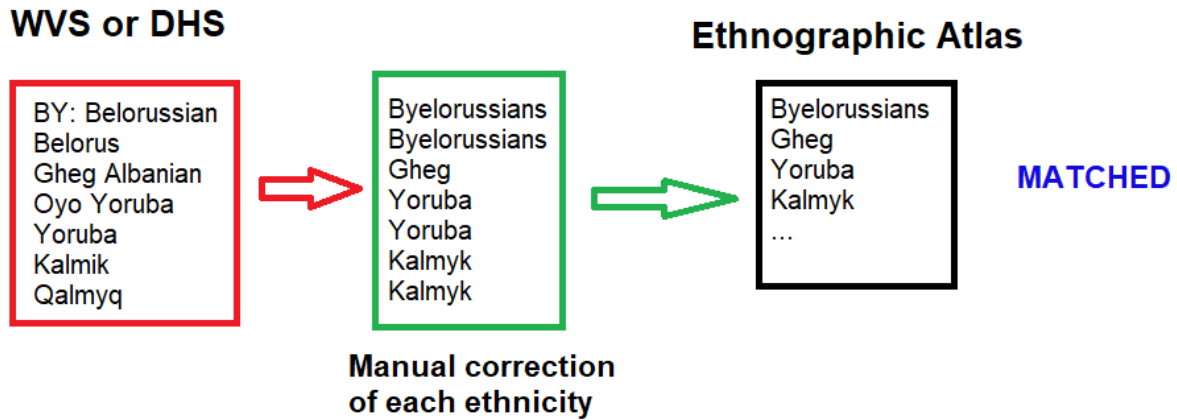 WVS or DHS
BY: Belorussian
Belorus
Gheg Albanian
Oyo Yoruba
Yoruba
Kalmik
Qalmyq
Byelorussians
Byelorussians
Gheg
Yoruba
Yoruba
Kalmyk
Kalmyk
Manual correction
of each ethnicity
Ethnographic Atlas
Byelorussians
Gheg
Yoruba
Kalmyk
...
MATCHED